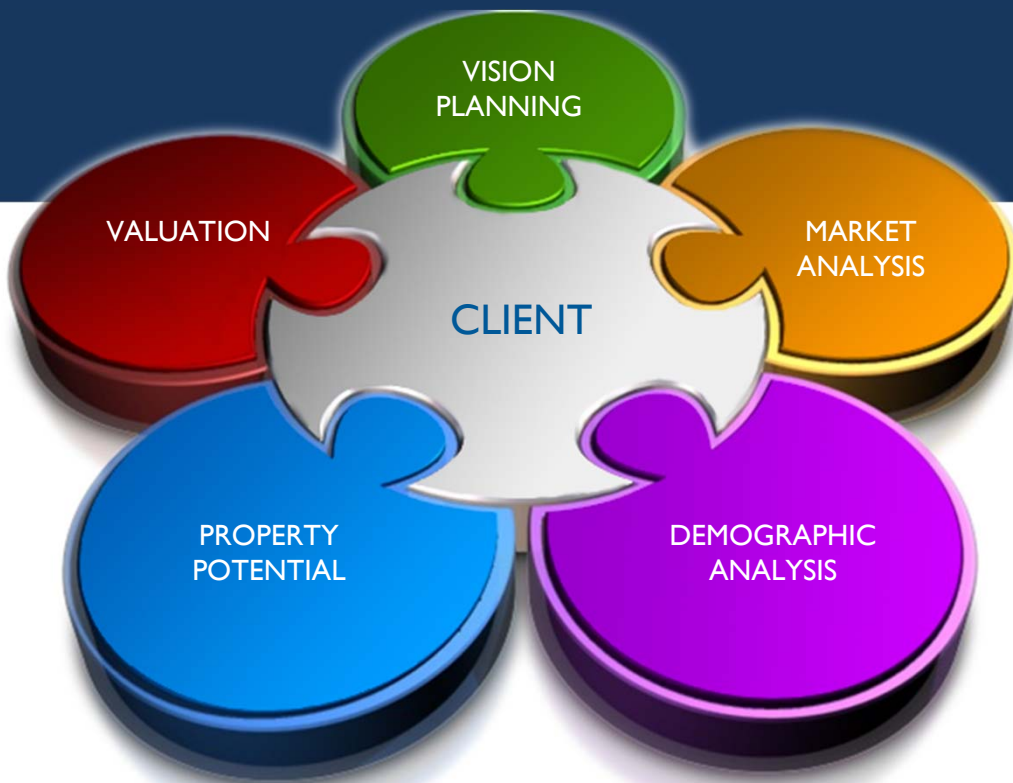 VISION
PLANNING
VALUATION
MARKET
ANALYSIS
CLIENT
PROPERTY
POTENTIAL
DEMOGRAPHIC
ANALYSIS